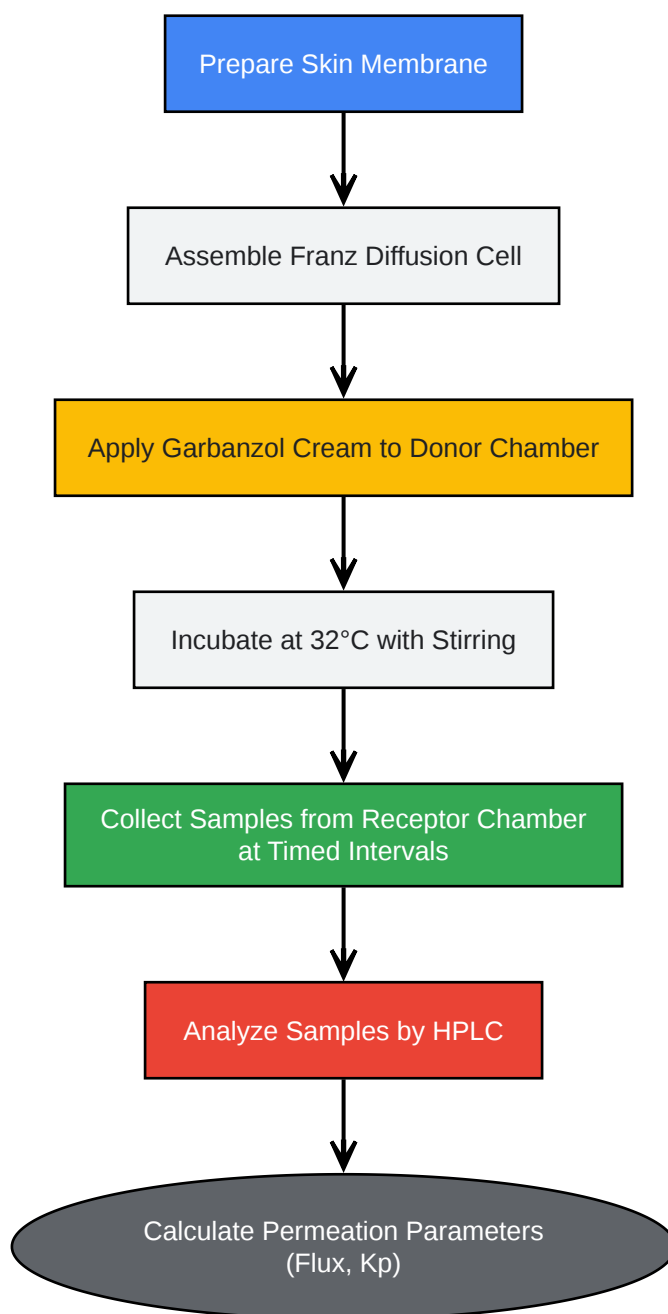 Prepare Skin Membrane
Assemble Franz Diffusion Cell
Apply Garbanzol Cream to Donor Chamber
Incubate at 32°C with Stirring
Collect Samples from Receptor Chamber
at Timed Intervals
Analyze Samples by HPLC
Calculate Permeation Parameters
(Flux, Kp)